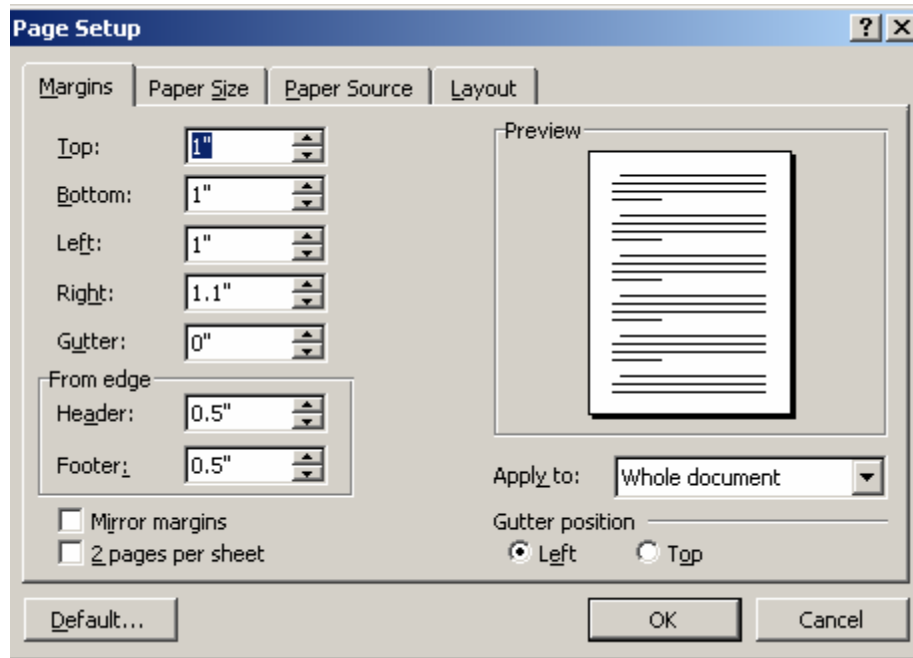 Page Setup
Margins Paper Size Paper Source Layout
Top: 1"
Bottom: 1"
Left: 1"
Right: 1.1"
Gutter: 0"
From edge
Header: 0.5"
Footer: 0.5"
Mirror margins
2 pages per sheet
Preview
Apply to: Whole document
Gutter position
Left Top
Default... OK Cancel